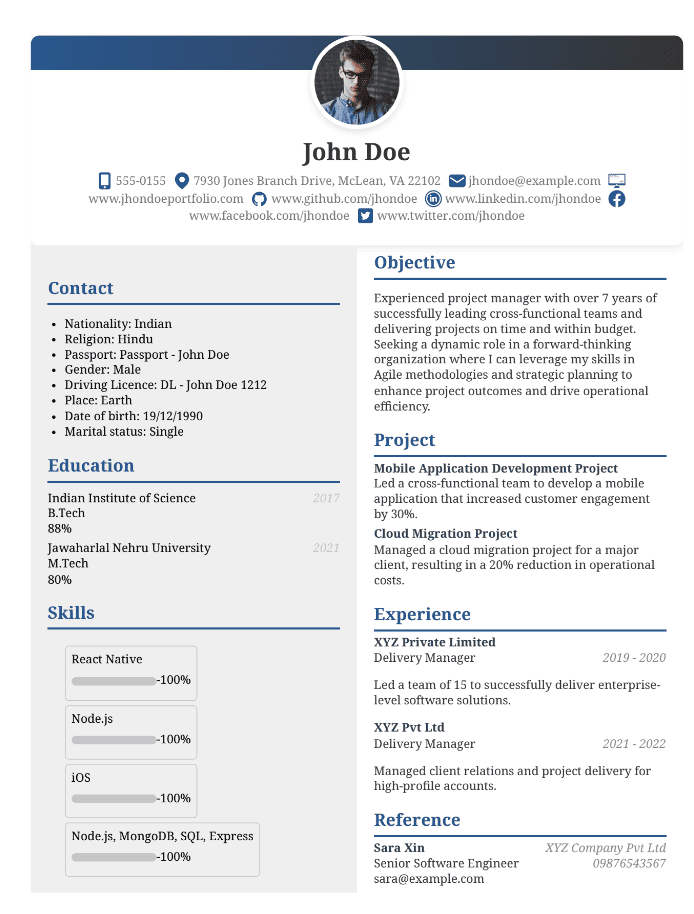 John Doe
555-0155 7930 Jones Branch Drive, McLean, VA 22102 jhondoe@example.com
www.jhondoeportfolio.com www.github.com/jhondoe www.linkedin.com/jhondoe
www.facebook.com/jhondoe www.twitter.com/jhondoe
Contact
• Nationality: Indian
• Religion: Hindu
• Passport: Passport - John Doe
• Gender: Male
• Driving Licence: DL - John Doe 1212
• Place: Earth
• Date of birth: 19/12/1990
• Marital status: Single
Education
Indian Institute of Science 2017
B.Tech
88%
Jawaharlal Nehru University 2021
M.Tech
80%
Skills
React Native
-100%
Node.js
-100%
iOS
-100%
Node.js, MongoDB, SQL, Express
-100%
Objective
Experienced project manager with over 7 years of
successfully leading cross-functional teams and
delivering projects on time and within budget.
Seeking a dynamic role in a forward-thinking
organization where I can leverage my skills in
Agile methodologies and strategic planning to
enhance project outcomes and drive operational
efficiency.
Project
Mobile Application Development Project
Led a cross-functional team to develop a mobile
application that increased customer engagement
by 30%.
Cloud Migration Project
Managed a cloud migration project for a major
client, resulting in a 20% reduction in operational
costs.
Experience
XYZ Private Limited
Delivery Manager 2019 - 2020
Led a team of 15 to successfully deliver enterprise-
level software solutions.
XYZ Pvt Ltd
Delivery Manager 2021 - 2022
Managed client relations and project delivery for
high-profile accounts.
Reference
Sara Xin XYZ Company Pvt Ltd
Senior Software Engineer 09876543567
sara@example.com